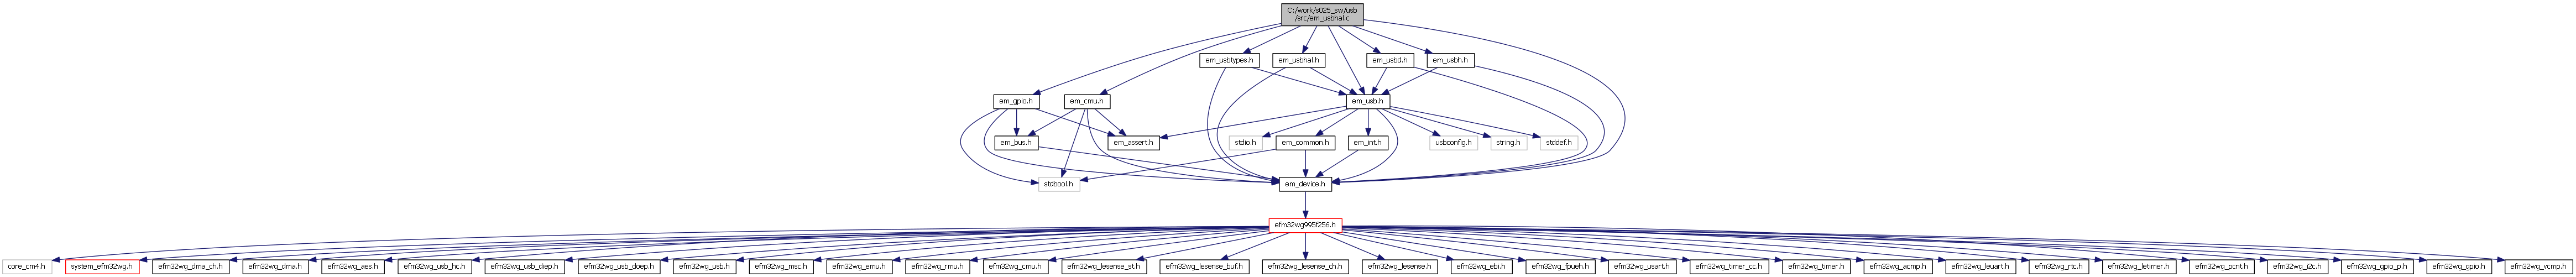 C:/work/s025_sw/usb
/src/em_usbhal.c
em_usbtypes.h
em_usbhal.h
em_usbd.h
em_usbh.h
em_gpio.h
em_cmu.h
em_usb.h
em_bus.h
em_assert.h
stdio.h
em_common.h
em_int.h
usbconfig.h
string.h
stddef.h
stdbool.h
em_device.h
efm32wg995f256.h
core_cm4.h
system_efm32wg.h
efm32wg_dma_ch.h
efm32wg_dma.h
efm32wg_aes.h
efm32wg_usb_hc.h
efm32wg_usb_diep.h
efm32wg_usb_doep.h
efm32wg_usb.h
efm32wg_msc.h
efm32wg_emu.h
efm32wg_rmu.h
efm32wg_cmu.h
efm32wg_lesense_st.h
efm32wg_lesense_buf.h
efm32wg_lesense_ch.h
efm32wg_lesense.h
efm32wg_ebi.h
efm32wg_fpueh.h
efm32wg_usart.h
efm32wg_timer_cc.h
efm32wg_timer.h
efm32wg_acmp.h
efm32wg_leuart.h
efm32wg_rtc.h
efm32wg_letimer.h
efm32wg_pcnt.h
efm32wg_i2c.h
efm32wg_gpio_p.h
efm32wg_gpio.h
efm32wg_vcmp.h